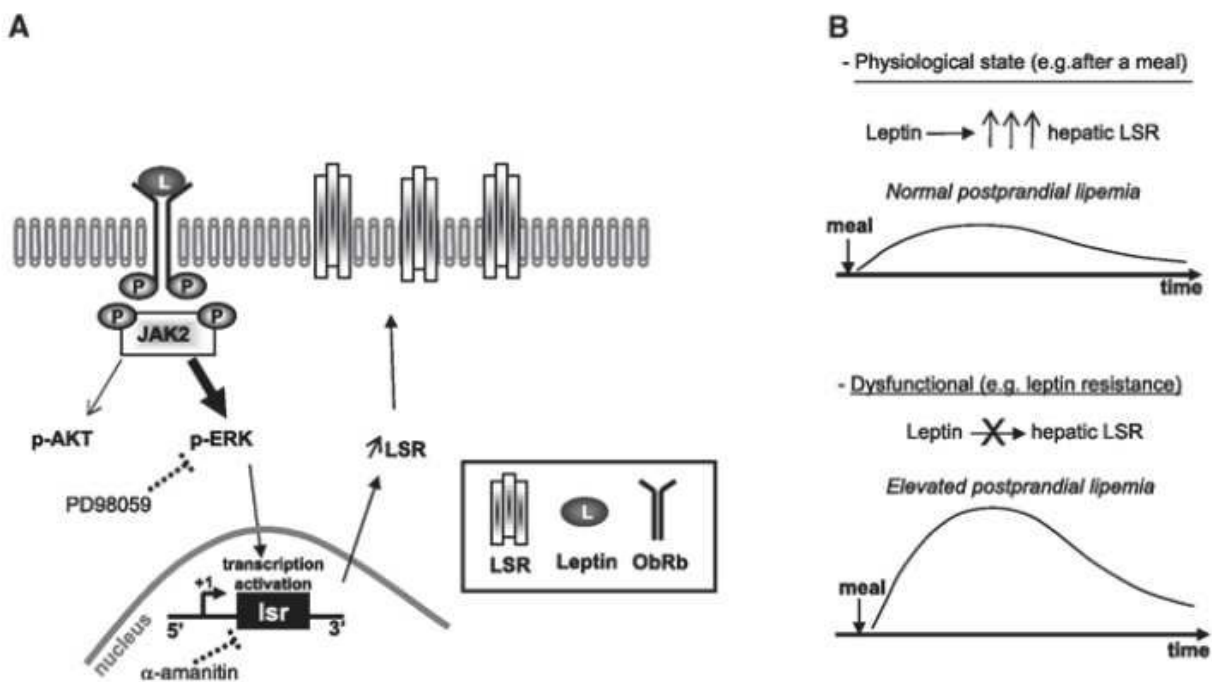 A
L
P P
P P
JAK2
p-AKT
p-ERK
PD98059
↗LSR
transcription
activation
+1
lsr
5' 3'
nucleus
α-amanitin
L
LSR Leptin ObRb
B
- Physiological state (e.g.after a meal)
Leptin → ↑↑↑ hepatic LSR
Normal postprandial lipemia
meal
time
- Dysfunctional (e.g. leptin resistance)
Leptin X→ hepatic LSR
Elevated postprandial lipemia
meal
time